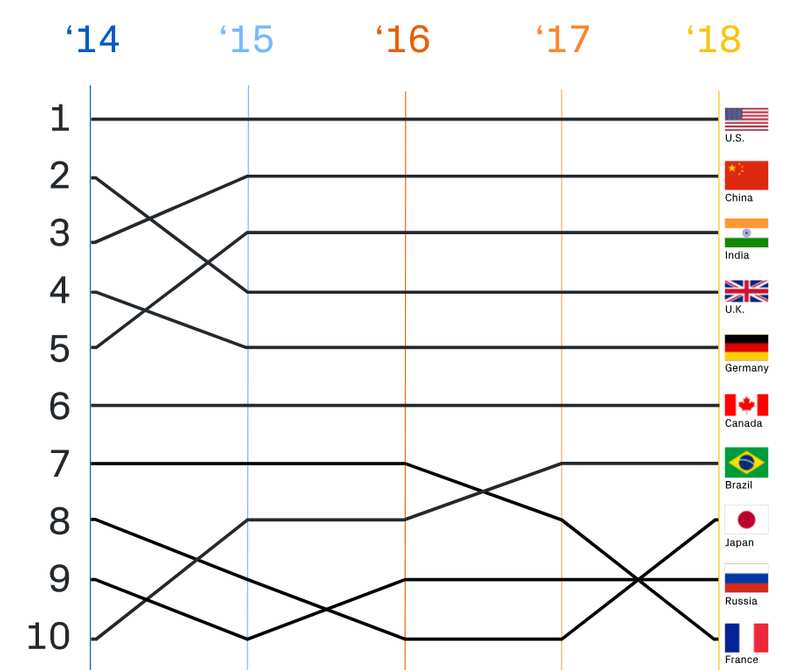 ‘14 ‘15 ‘16 ‘17 ‘18
1
U.S.
2
China
3
India
4
U.K.
5
Germany
6
Canada
7
Brazil
8
Japan
9
Russia
10
France